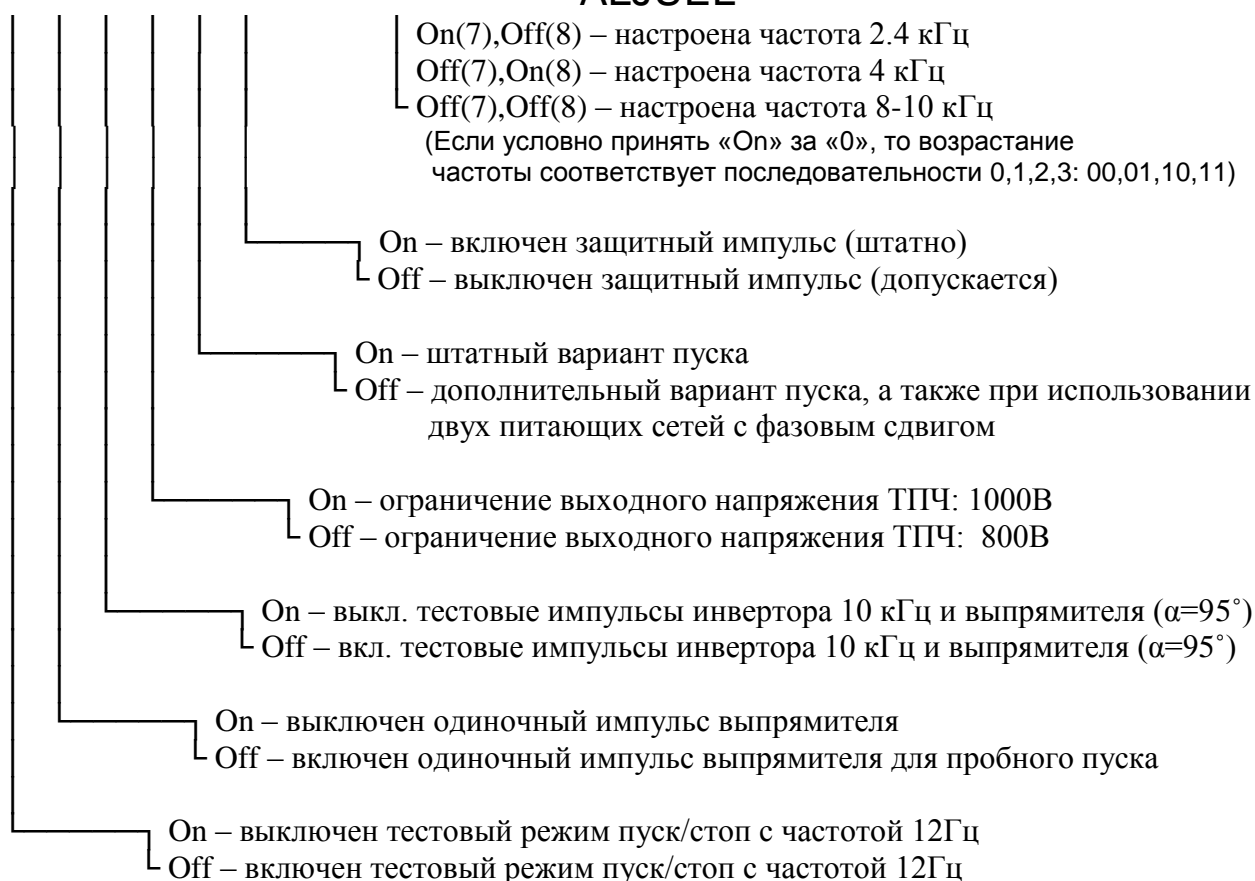 On(7),Off(8) – настроена частота 2.4 кГц
Off(7),On(8) – настроена частота 4 кГц
Off(7),Off(8) – настроена частота 8-10 кГц
(Если условно принять «On» за «0», то возрастание
частоты соответствует последовательности 0,1,2,3: 00,01,10,11)
On – включен защитный импульс (штатно)
Off – выключен защитный импульс (допускается)
On – штатный вариант пуска
Off – дополнительный вариант пуска, а также при использовании
двух питающих сетей с фазовым сдвигом
On – ограничение выходного напряжения ТПЧ: 1000В
Off – ограничение выходного напряжения ТПЧ: 800В
On – выкл. тестовые импульсы инвертора 10 кГц и выпрямителя (α=95˚)
Off – вкл. тестовые импульсы инвертора 10 кГц и выпрямителя (α=95˚)
On – выключен одиночный импульс выпрямителя
Off – включен одиночный импульс выпрямителя для пробного пуска
On – выключен тестовый режим пуск/стоп с частотой 12Гц
Off – включен тестовый режим пуск/стоп с частотой 12Гц